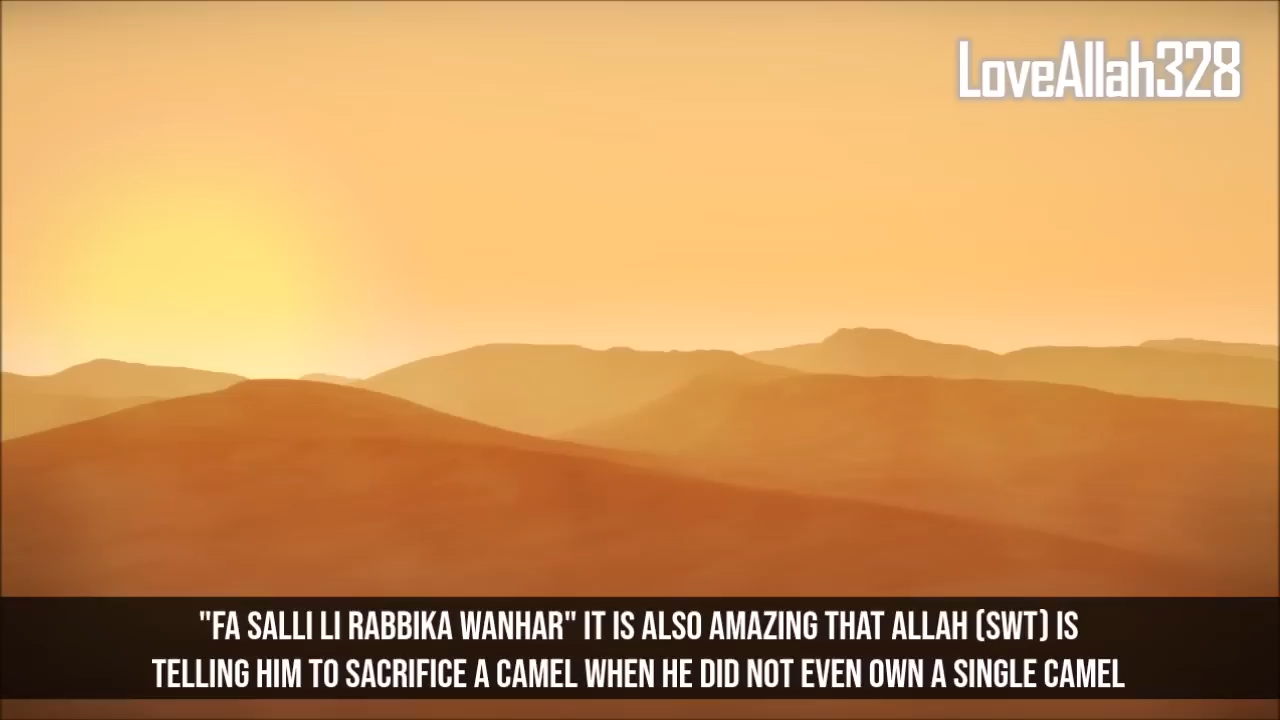 LoveAllah328
"FA SALLI LI RABBIKA WANHAR" IT IS ALSO AMAZING THAT ALLAH (SWT) IS
TELLING HIM TO SACRIFICE A CAMEL WHEN HE DID NOT EVEN OWN A SINGLE CAMEL